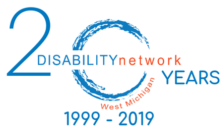 20
DISABILITYnetwork
West Michigan
YEARS
1999 - 2019